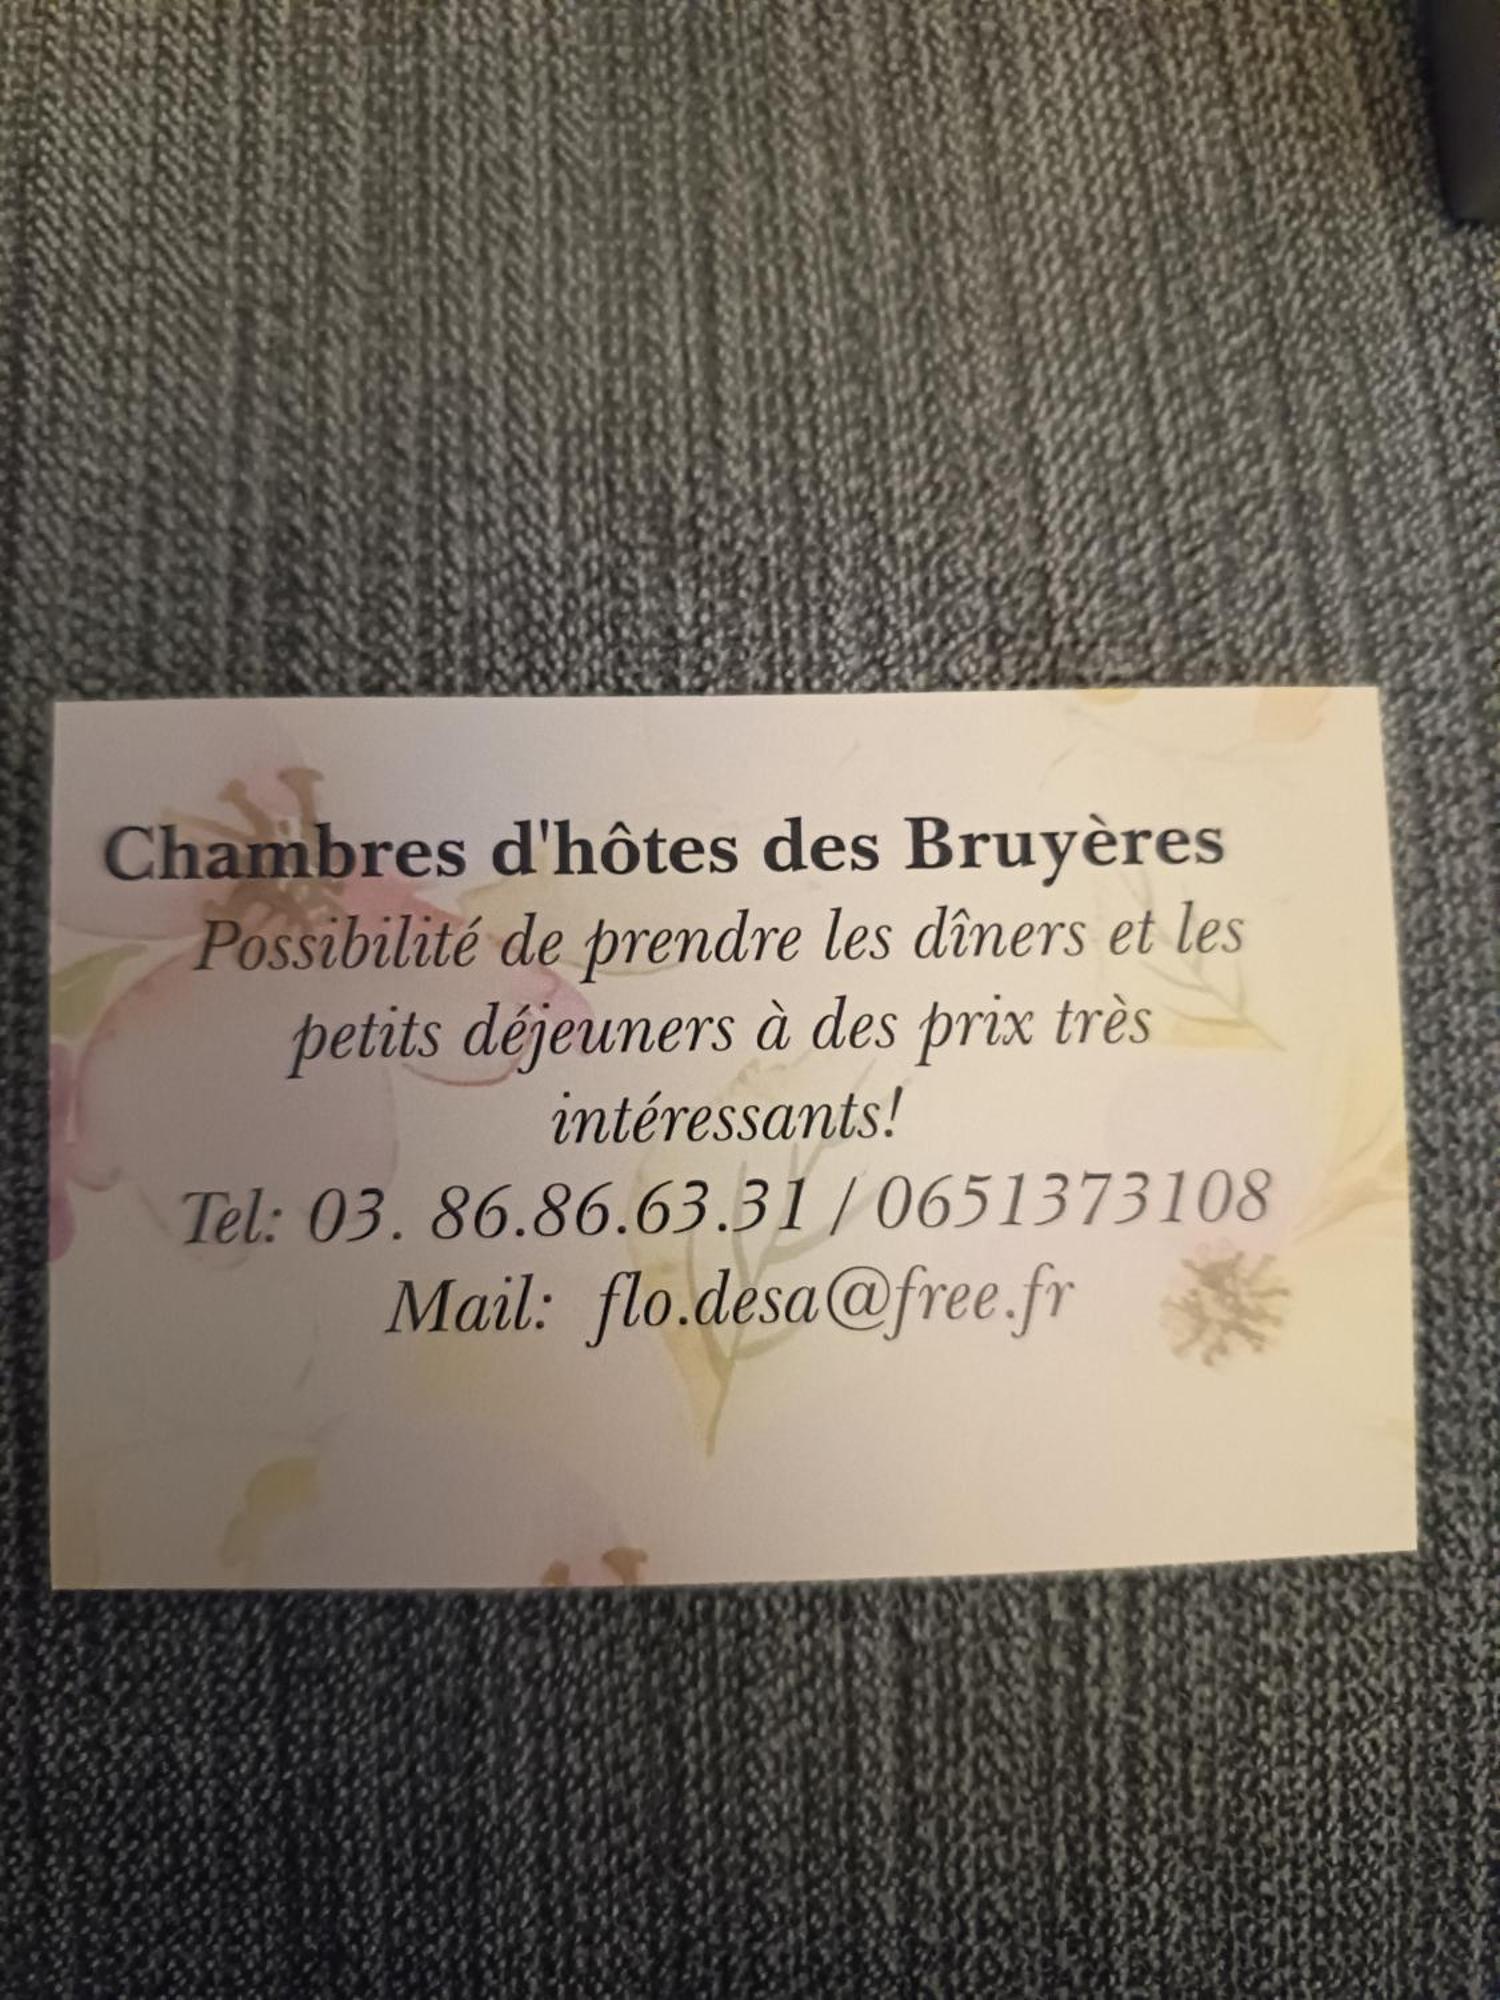 Chambres d'hôtes des Bruyères
Possibilité de prendre les dîners et les
petits déjeuners à des prix très
intéressants!
Tel: 03. 86.86.63.31 / 0651373108
Mail: flo.desa@free.fr